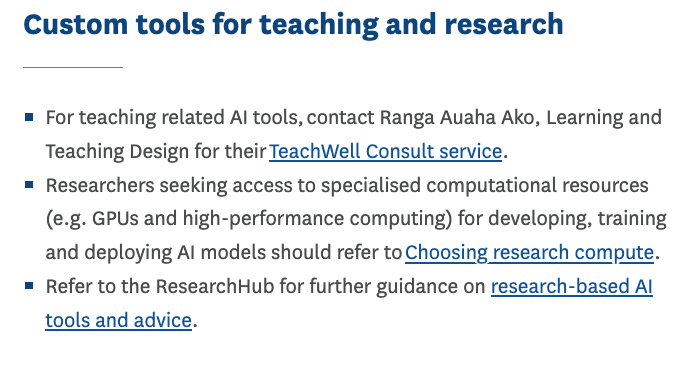 Custom tools for teaching and research
For teaching related AI tools, contact Ranga Auaha Ako, Learning and
Teaching Design for their TeachWell Consult service.
Researchers seeking access to specialised computational resources
(e.g. GPUs and high-performance computing) for developing, training
and deploying AI models should refer to Choosing research compute.
Refer to the ResearchHub for further guidance on research-based AI
tools and advice.